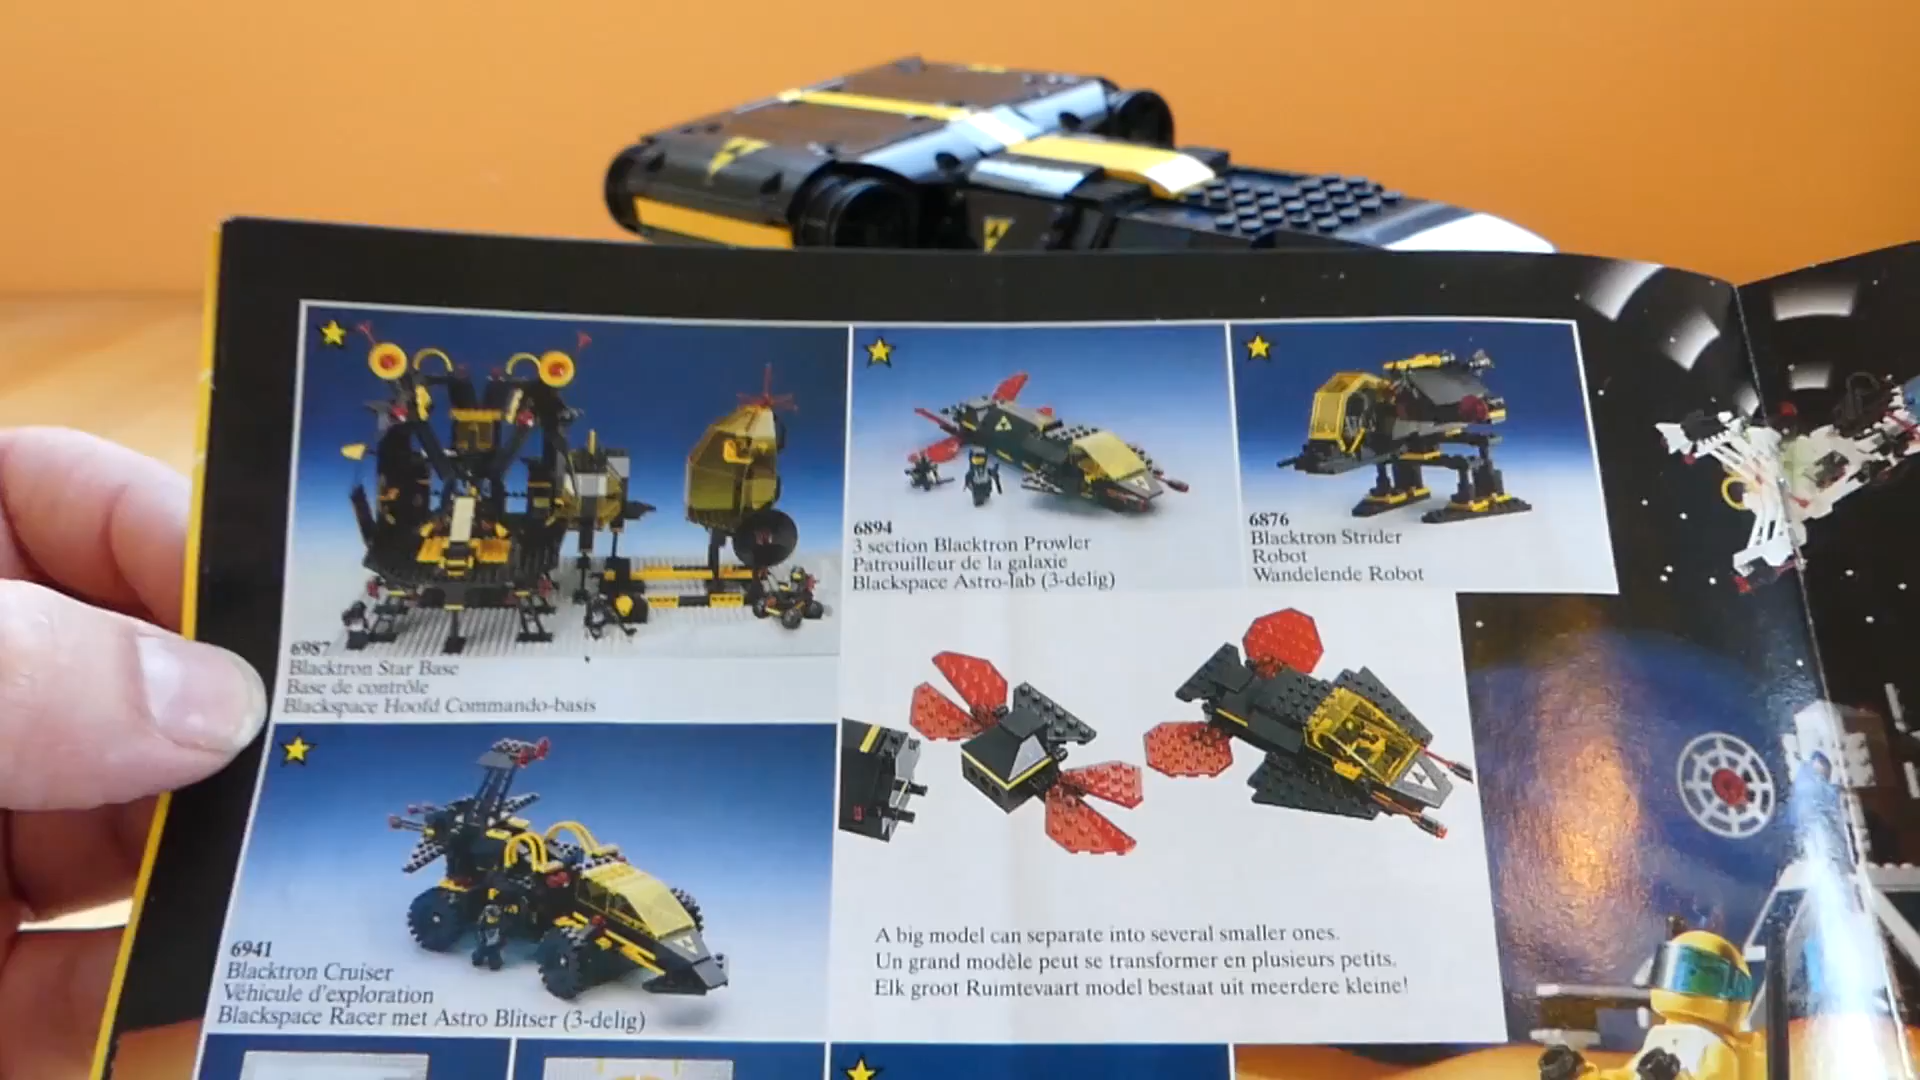 6987
Blacktron Star Base
Base de contrôle
Blackspace Hoofd Commando-basis
6894
3 section Blacktron Prowler
Patrouilleur de la galaxie
Blackspace Astro-lab (3-delig)
6876
Blacktron Strider
Robot
Wandelende Robot
6941
Blacktron Cruiser
Véhicule d'exploration
Blackspace Racer met Astro Blitser (3-delig)
A big model can separate into several smaller ones.
Un grand modèle peut se transformer en plusieurs petits.
Elk groot Ruimtevaart model bestaat uit meerdere kleine!